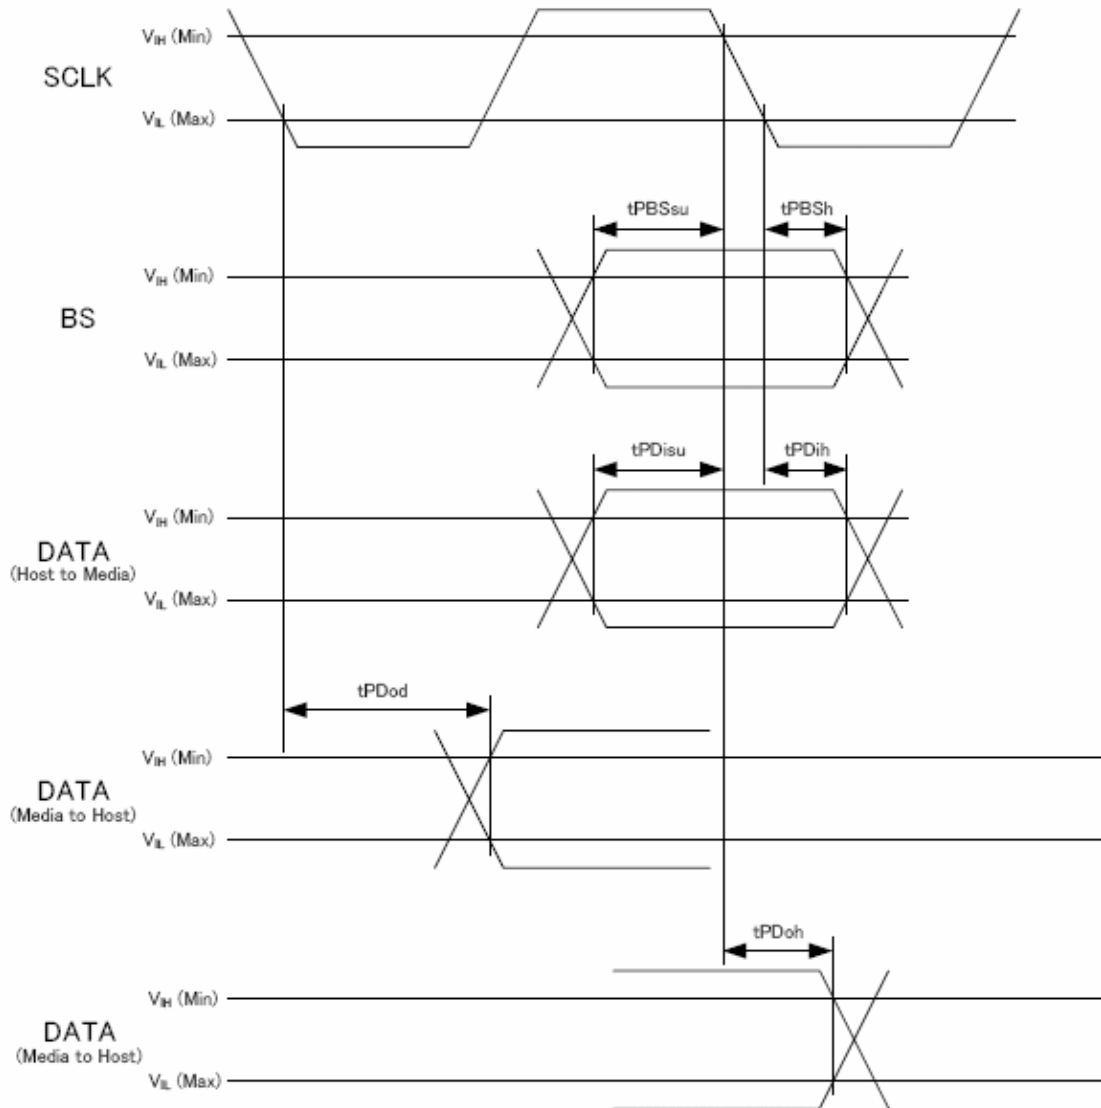 V_IH (Min)
SCLK
V_IL (Max)
tPBSsu
tPBSh
V_IH (Min)
BS
V_IL (Max)
tPDisu
tPDih
V_IH (Min)
DATA
(Host to Media)
V_IL (Max)
tPDod
V_IH (Min)
DATA
(Media to Host)
V_IL (Max)
tPDoh
V_IH (Min)
DATA
(Media to Host)
V_IL (Max)